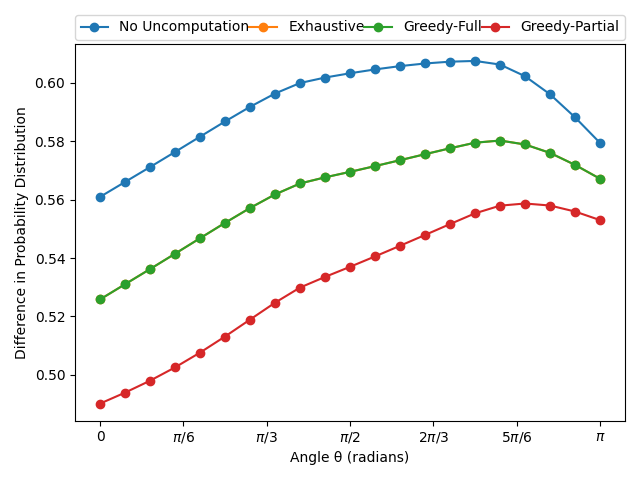 No Uncomputation Exhaustive Greedy-Full Greedy-Partial
Difference in Probability Distribution
0.60
0.58
0.56
0.54
0.52
0.50
0 π/6 π/3 π/2 2π/3 5π/6 π
Angle θ (radians)